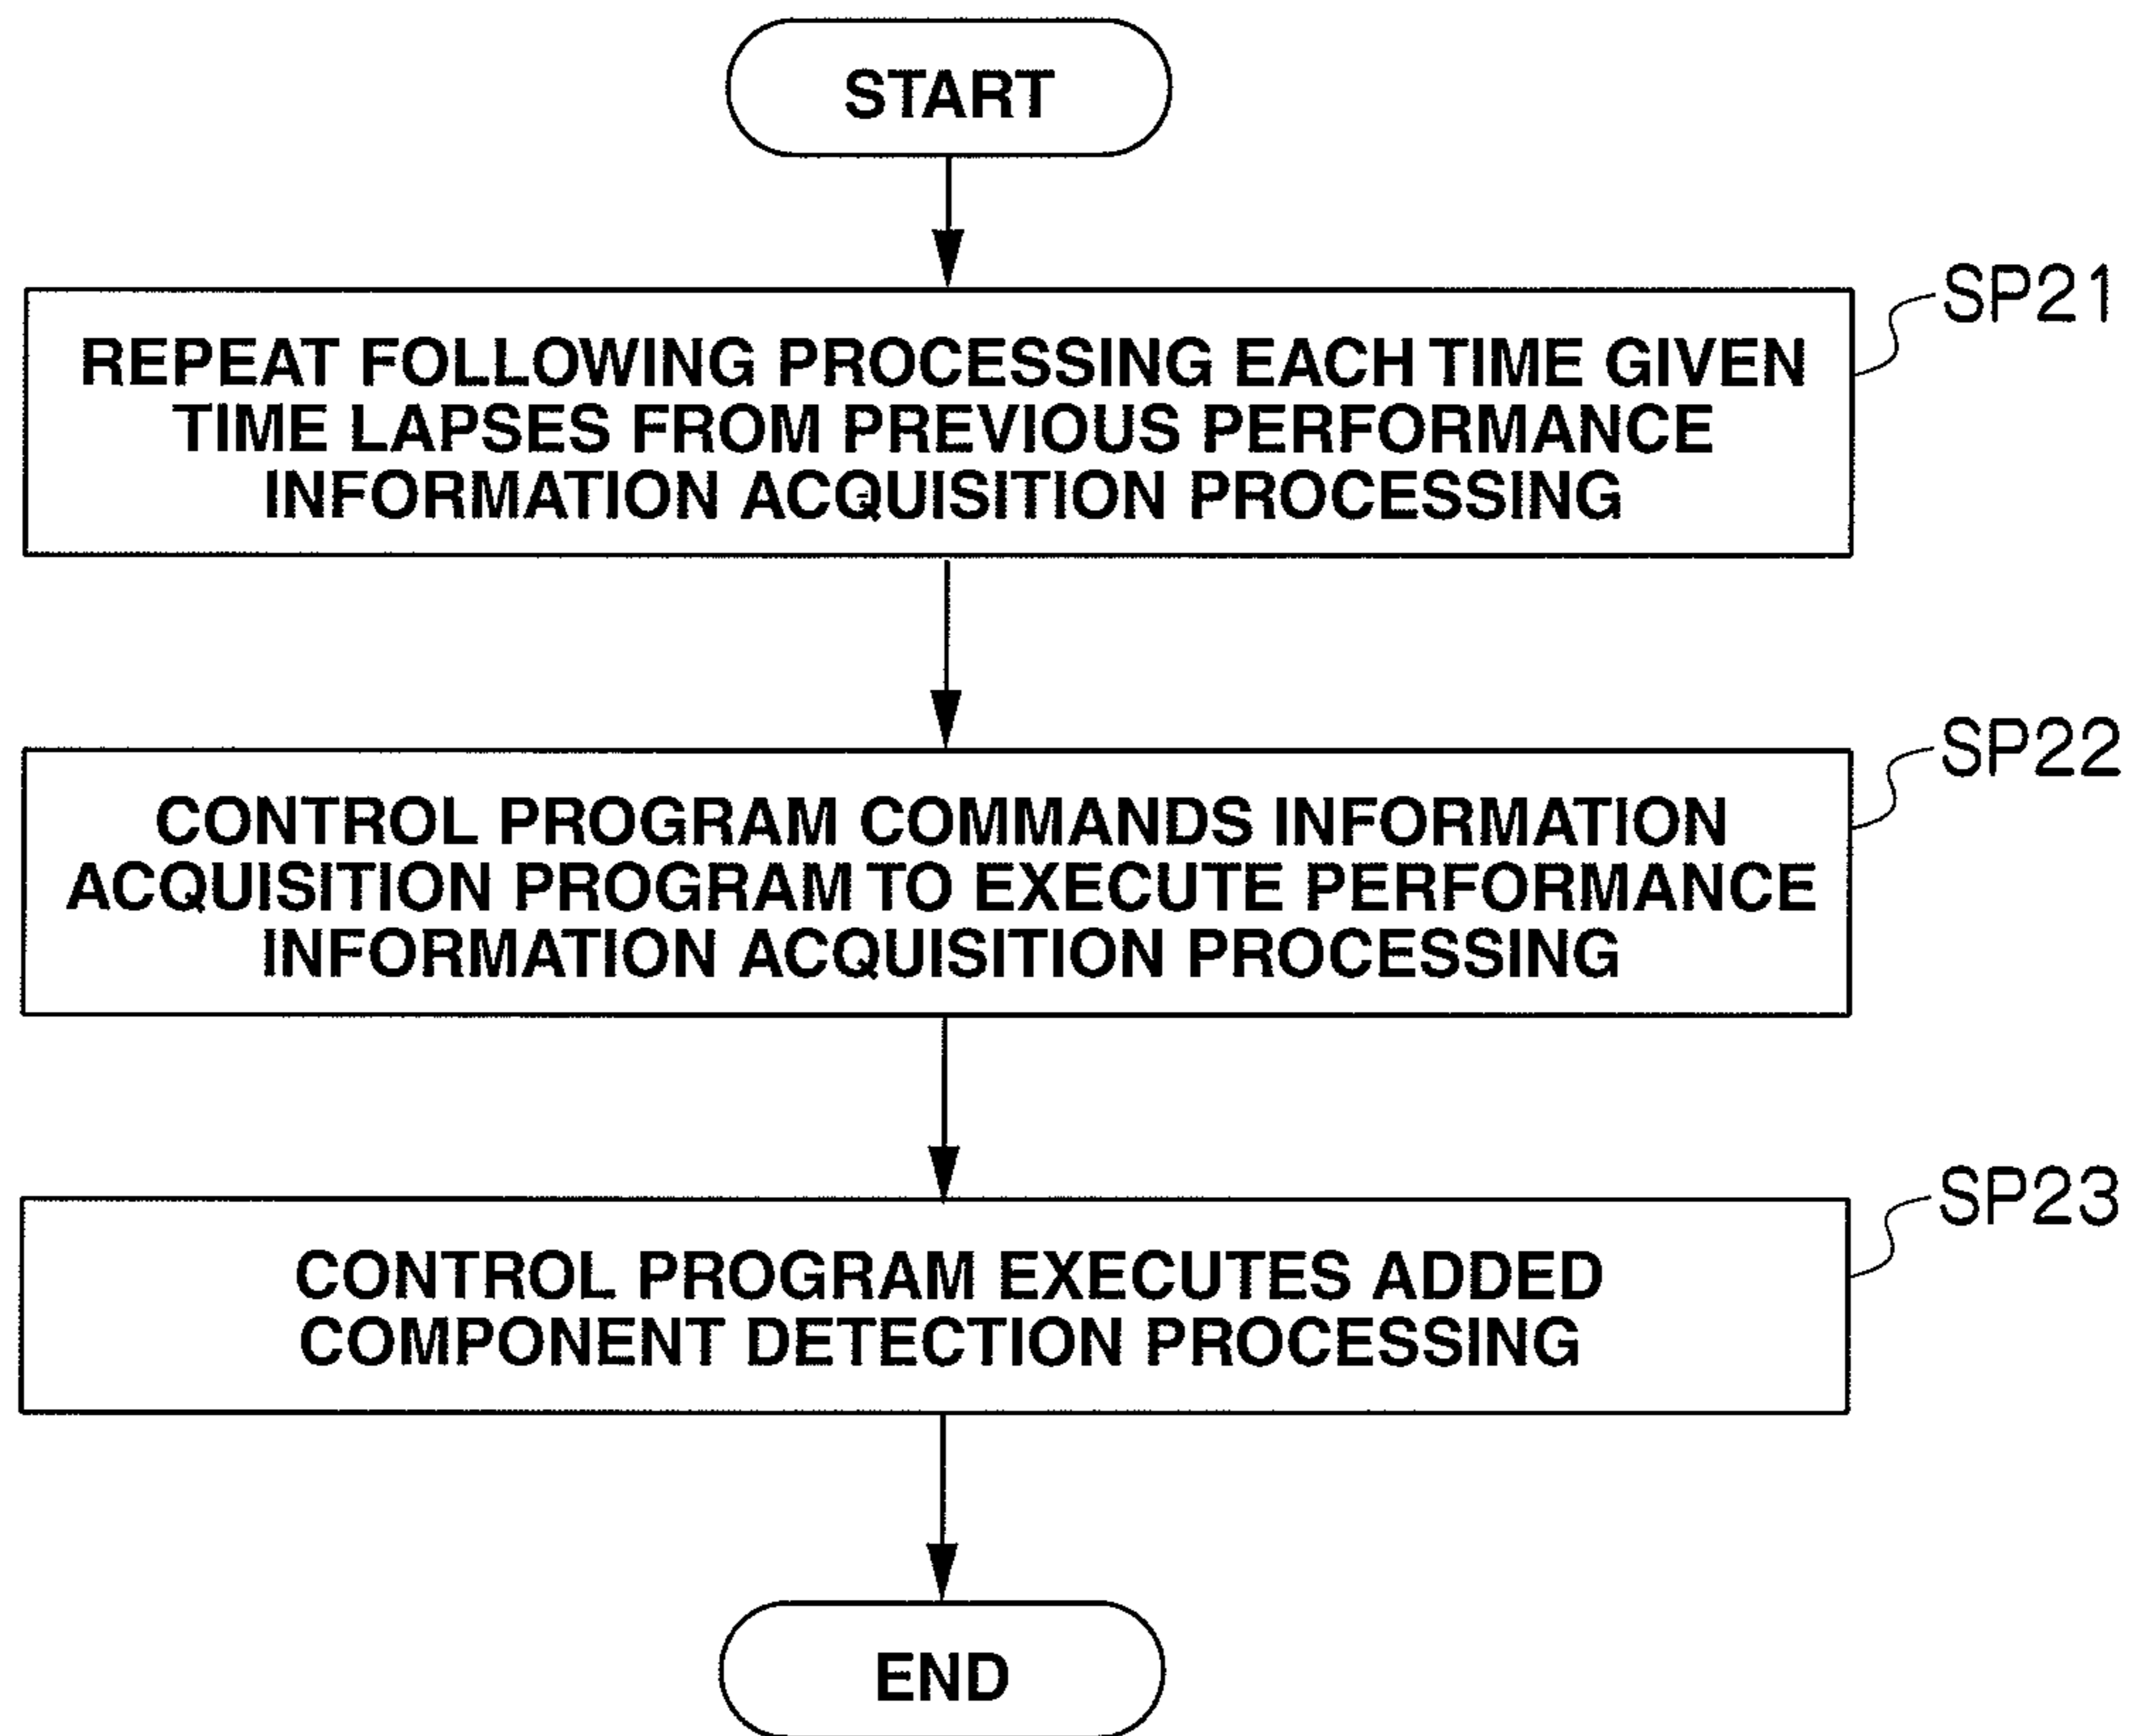 START
SP21
REPEAT FOLLOWING PROCESSING EACH TIME GIVEN
TIME LAPSES FROM PREVIOUS PERFORMANCE
INFORMATION ACQUISITION PROCESSING
SP22
CONTROL PROGRAM COMMANDS INFORMATION
ACQUISITION PROGRAM TO EXECUTE PERFORMANCE
INFORMATION ACQUISITION PROCESSING
SP23
CONTROL PROGRAM EXECUTES ADDED
COMPONENT DETECTION PROCESSING
END